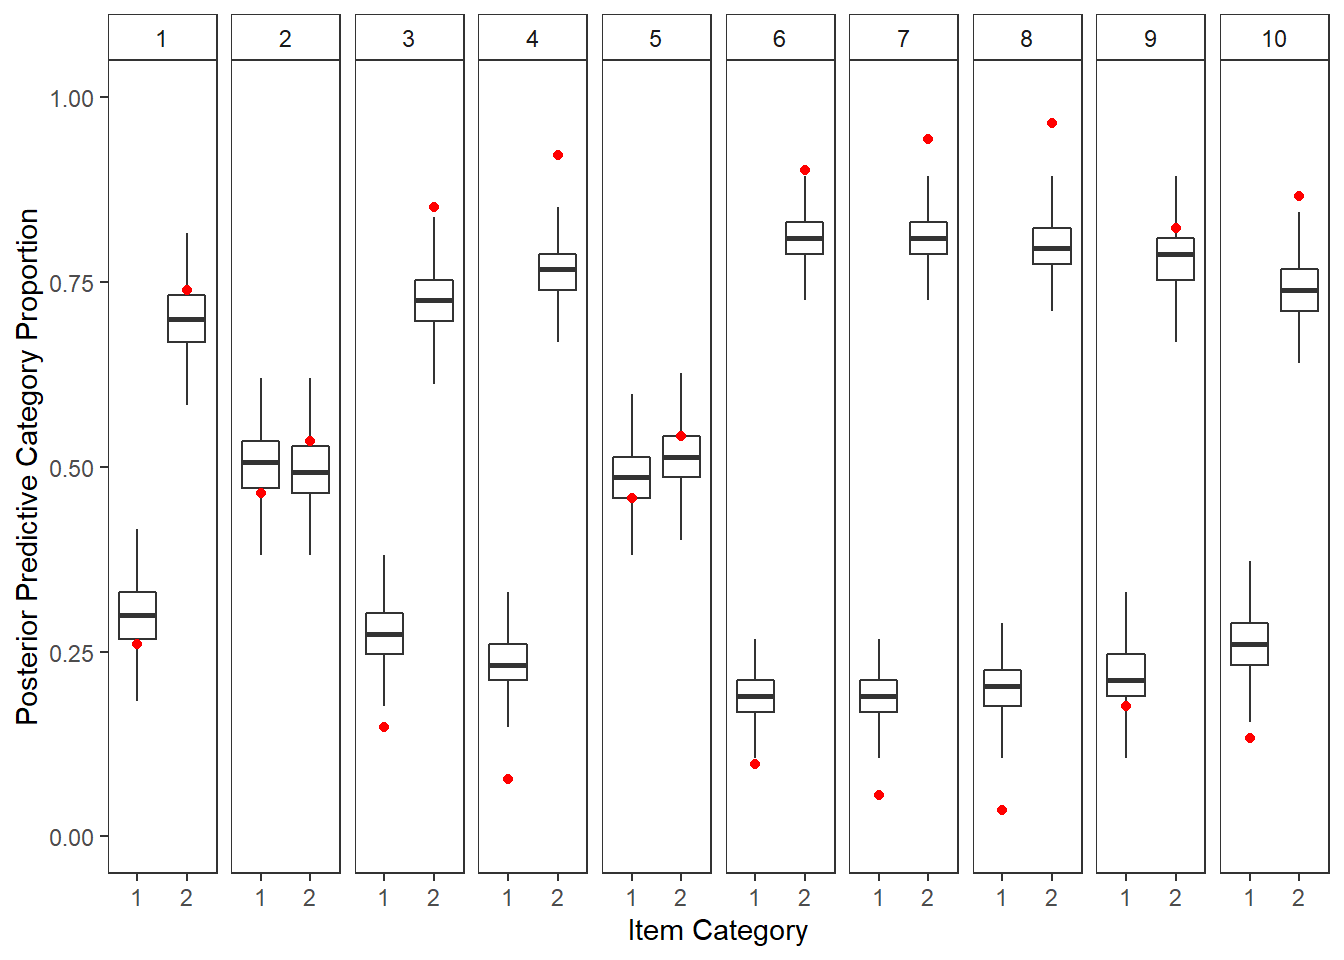 1 2 3 4 5 6 7 8 9 10
1.00
0.75
0.50
0.25
0.00
Posterior Predictive Category Proportion
1 2 1 2 1 2 1 2 1 2 1 2 1 2 1 2 1 2 1 2
Item Category